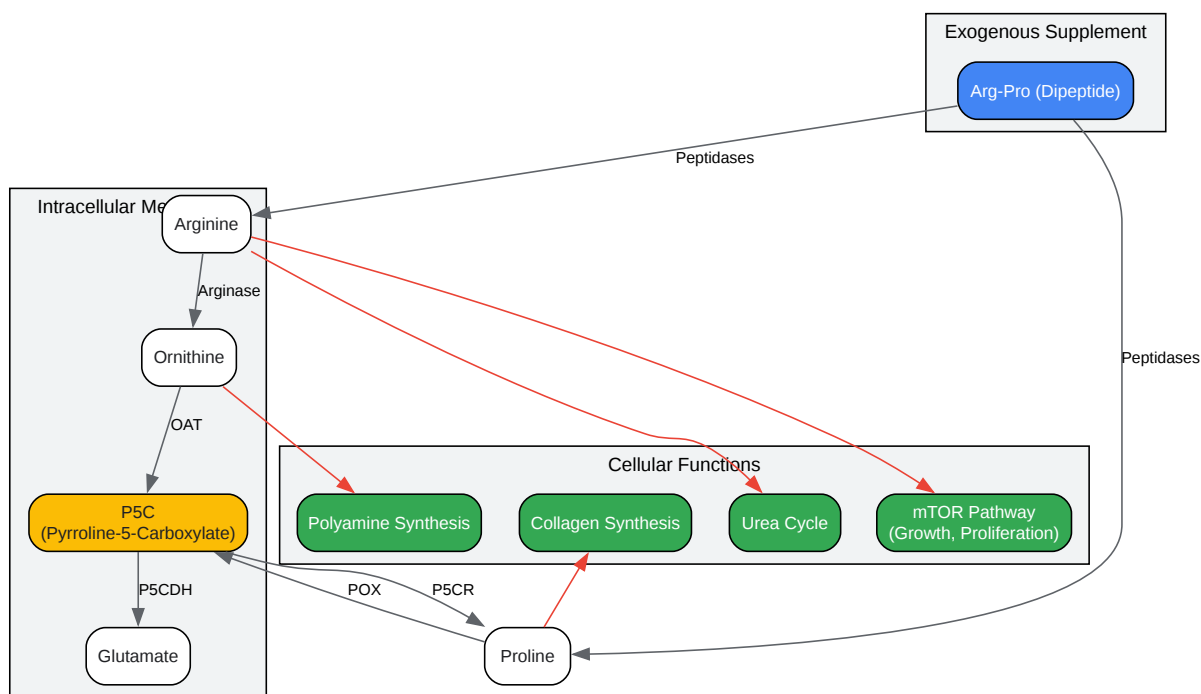 Exogenous Supplement
Arg-Pro (Dipeptide)
Peptidases
Intracellular Me
Arginine
Arginase
Ornithine
Peptidases
OAT
Cellular Functions
P5C
(Pyrroline-5-Carboxylate)
Polyamine Synthesis
Collagen Synthesis
Urea Cycle
mTOR Pathway
(Growth, Proliferation)
P5CDH
POX
P5CR
Glutamate
Proline